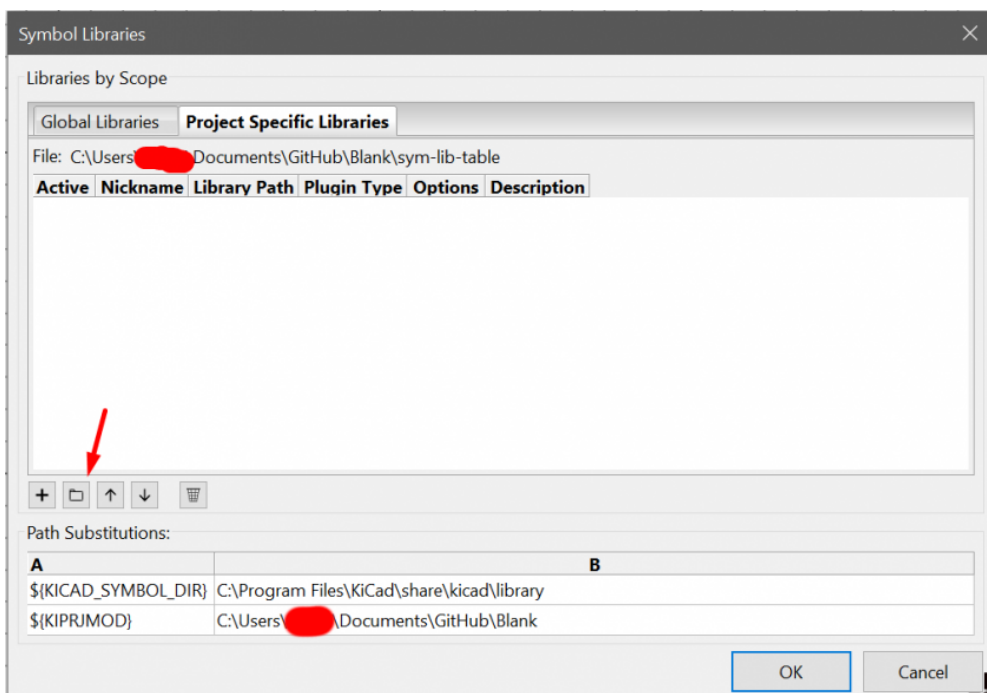 Symbol Libraries
Libraries by Scope
Global Libraries Project Specific Libraries
File: C:\Users\ Documents\GitHub\Blank\sym-lib-table
Active Nickname Library Path Plugin Type Options Description
Path Substitutions:
A B
${KICAD_SYMBOL_DIR} C:\Program Files\KiCad\share\kicad\library
${KIPRJMOD} C:\Users\ \Documents\GitHub\Blank
OK Cancel